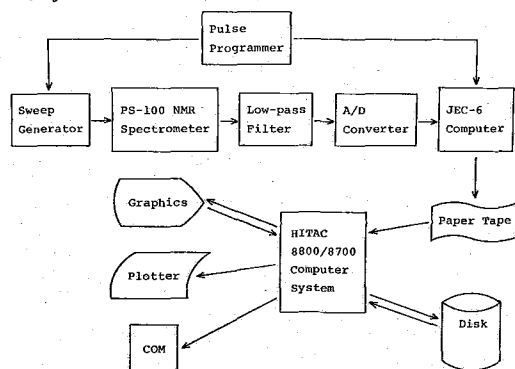 Pulse
Programmer
Sweep
Generator
PS-100 NMR
Spectrometer
Low-pass
Filter
A/D
Converter
JEC-6
Computer
Paper Tape
Graphics
HITAC
8800/8700
Computer
System
Plotter
Disk
COM